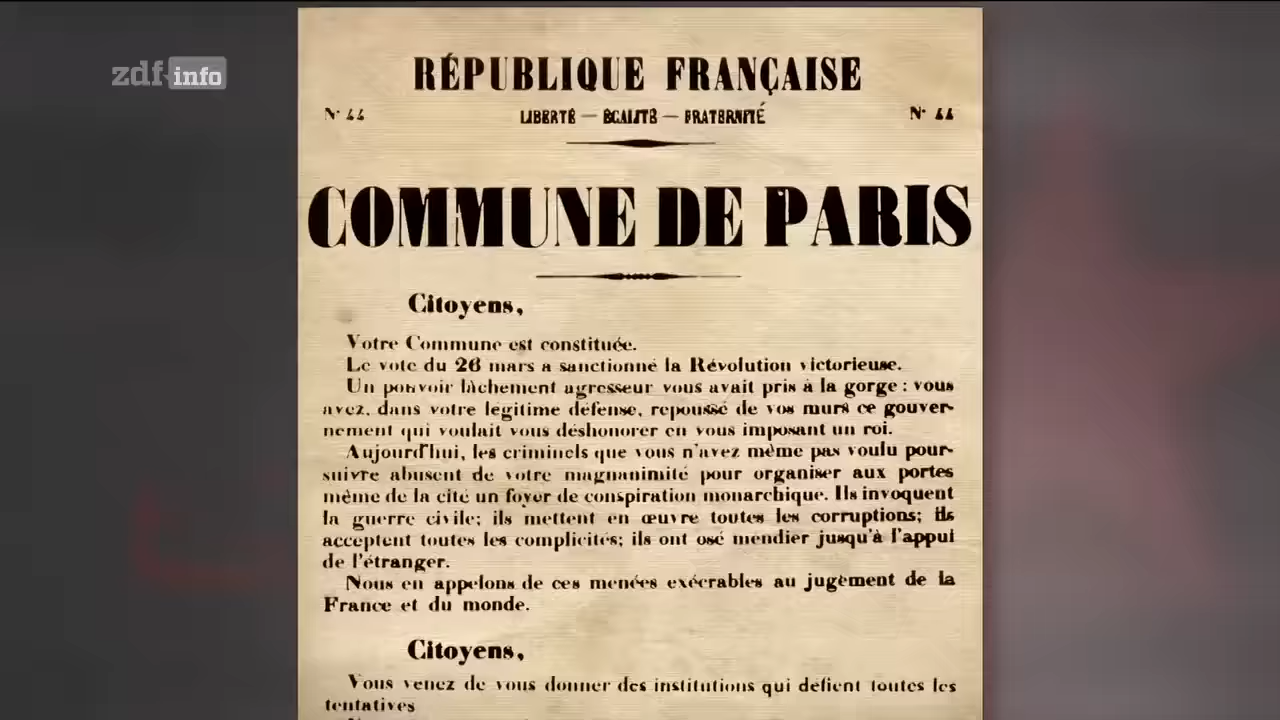 zdf.info
RÉPUBLIQUE FRANÇAISE
N° 44
LIBERTÉ — ÉGALITÉ — FRATERNITÉ
N° 44
COMMUNE DE PARIS
Citoyens,
Votre Commune est constituée.
Le vote du 26 mars a sanctionné la Révolution victorieuse.
Un pouvoir lâchement agresseur vous avait pris à la gorge : vous
avez, dans votre légitime défense, repoussé de vos murs ce gouver-
nement qui voulait vous déshonorer en vous imposant un roi.
Aujourd'hui, les criminels que vous n'avez même pas voulu pour-
suivre abusent de votre magnanimité pour organiser aux portes
même de la cité un foyer de conspiration monarchique. Ils invoquent
la guerre civile; ils mettent en œuvre toutes les corruptions; ils
acceptent toutes les complicités; ils ont osé mendier jusqu'à l'appui
de l'étranger.
Nous en appelons de ces menées exécrables au jugement de la
France et du monde.
Citoyens,
Vous venez de vous donner des institutions qui défient toutes les
tentatives